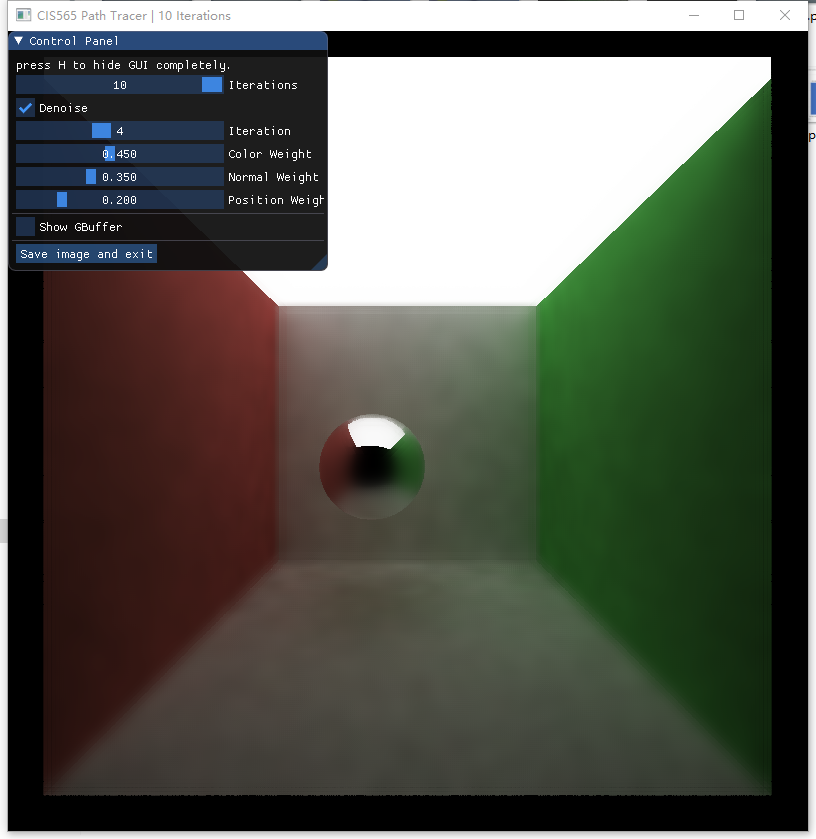 CIS565 Path Tracer | 10 Iterations
Control Panel
press H to hide GUI completely.
10 Iterations
Denoise
4 Iteration
0.450 Color Weight
0.350 Normal Weight
0.200 Position Weigh
Show GBuffer
Save image and exit